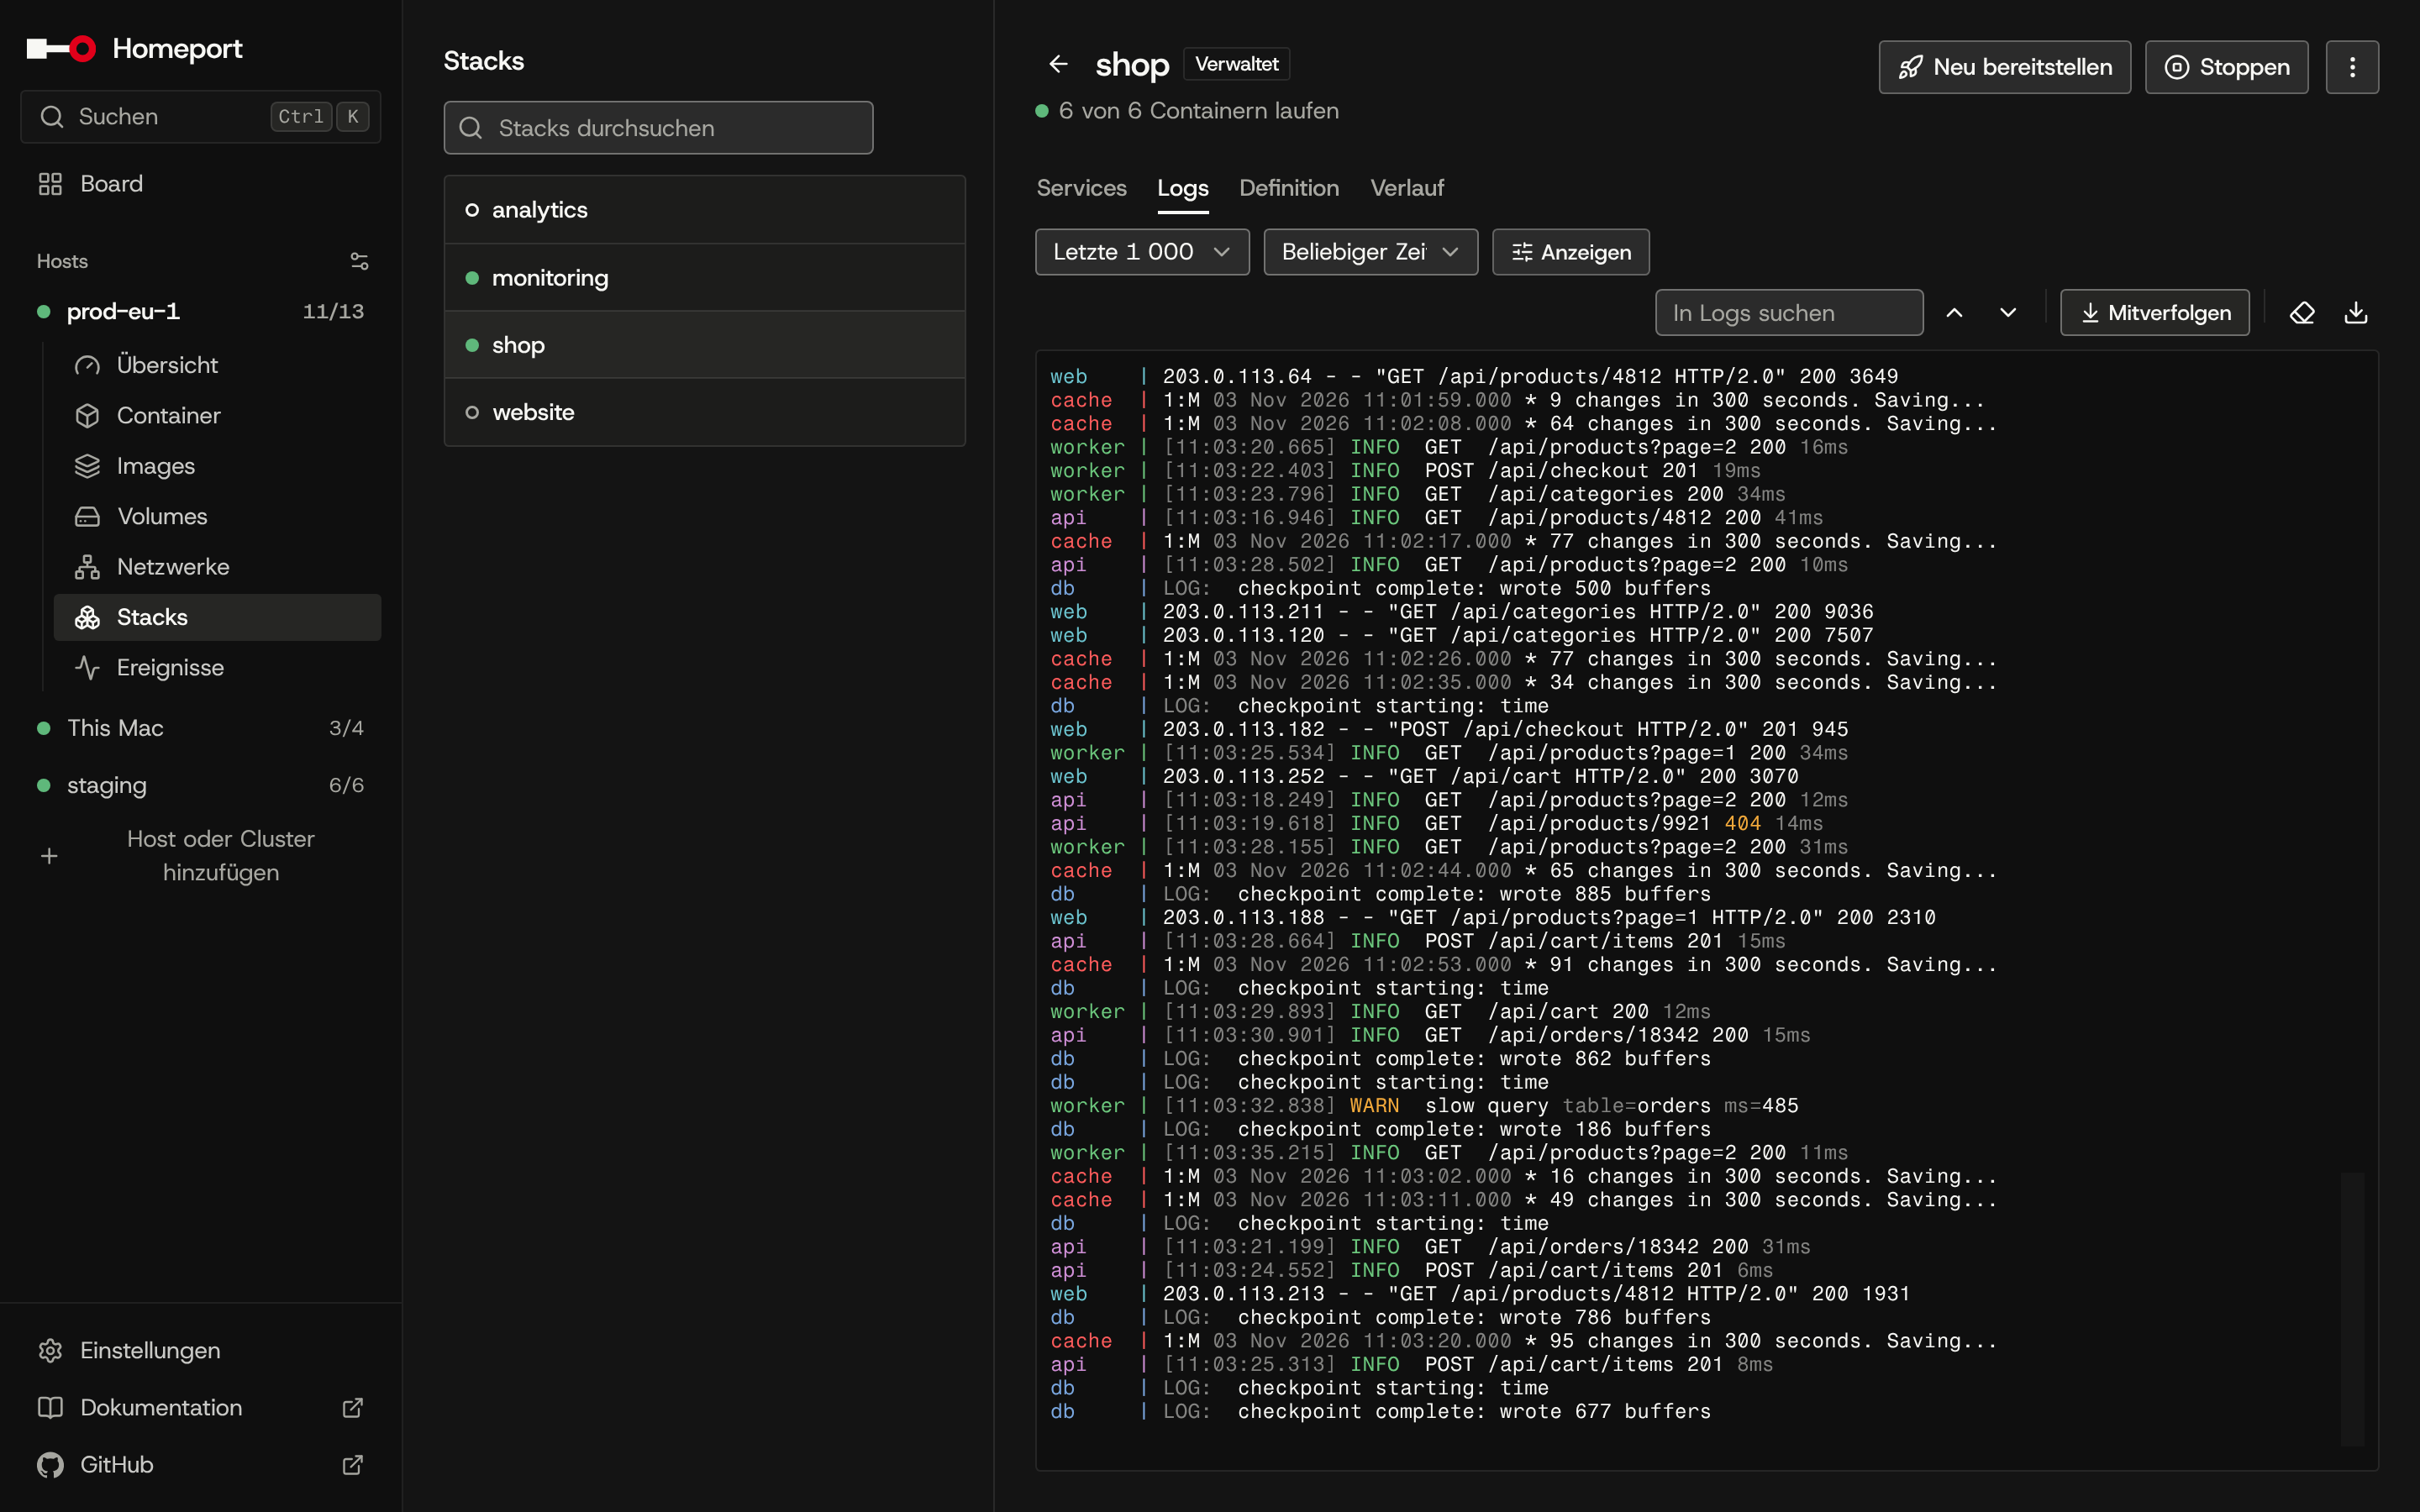 Homeport
Suchen Ctrl K
Board
Hosts
prod-eu-1 11/13
Übersicht
Container
Images
Volumes
Netzwerke
Stacks
Ereignisse
This Mac 3/4
staging 6/6
Host oder Cluster
hinzufügen
Einstellungen
Dokumentation
GitHub
Stacks
Stacks durchsuchen
analytics
monitoring
shop
website
shop Verwaltet
6 von 6 Containern laufen
Neu bereitstellen Stoppen
Services Logs Definition Verlauf
Letzte 1 000 Beliebiger Zei Anzeigen
In Logs suchen Mitverfolgen
web | 203.0.113.64 - - "GET /api/products/4812 HTTP/2.0" 200 3649
cache | 1:M 03 Nov 2026 11:01:59.000 * 9 changes in 300 seconds. Saving...
cache | 1:M 03 Nov 2026 11:02:08.000 * 64 changes in 300 seconds. Saving...
worker | [11:03:20.665] INFO GET /api/products?page=2 200 16ms
worker | [11:03:22.403] INFO POST /api/checkout 201 19ms
worker | [11:03:23.796] INFO GET /api/categories 200 34ms
api | [11:03:16.946] INFO GET /api/products/4812 200 41ms
cache | 1:M 03 Nov 2026 11:02:17.000 * 77 changes in 300 seconds. Saving...
api | [11:03:28.502] INFO GET /api/products?page=2 200 10ms
db | LOG: checkpoint complete: wrote 500 buffers
web | 203.0.113.211 - - "GET /api/categories HTTP/2.0" 200 9036
web | 203.0.113.120 - - "GET /api/categories HTTP/2.0" 200 7507
cache | 1:M 03 Nov 2026 11:02:26.000 * 77 changes in 300 seconds. Saving...
cache | 1:M 03 Nov 2026 11:02:35.000 * 34 changes in 300 seconds. Saving...
db | LOG: checkpoint starting: time
web | 203.0.113.182 - - "POST /api/checkout HTTP/2.0" 201 945
worker | [11:03:25.534] INFO GET /api/products?page=1 200 34ms
web | 203.0.113.252 - - "GET /api/cart HTTP/2.0" 200 3070
api | [11:03:18.249] INFO GET /api/products?page=2 200 12ms
api | [11:03:19.618] INFO GET /api/products/9921 404 14ms
worker | [11:03:28.155] INFO GET /api/products?page=2 200 31ms
cache | 1:M 03 Nov 2026 11:02:44.000 * 65 changes in 300 seconds. Saving...
db | LOG: checkpoint complete: wrote 885 buffers
web | 203.0.113.188 - - "GET /api/products?page=1 HTTP/2.0" 200 2310
api | [11:03:28.664] INFO POST /api/cart/items 201 15ms
cache | 1:M 03 Nov 2026 11:02:53.000 * 91 changes in 300 seconds. Saving...
db | LOG: checkpoint starting: time
worker | [11:03:29.893] INFO GET /api/cart 200 12ms
api | [11:03:30.901] INFO GET /api/orders/18342 200 15ms
db | LOG: checkpoint complete: wrote 862 buffers
db | LOG: checkpoint starting: time
worker | [11:03:32.838] WARN slow query table=orders ms=485
db | LOG: checkpoint complete: wrote 186 buffers
worker | [11:03:35.215] INFO GET /api/products?page=2 200 11ms
cache | 1:M 03 Nov 2026 11:03:02.000 * 16 changes in 300 seconds. Saving...
cache | 1:M 03 Nov 2026 11:03:11.000 * 49 changes in 300 seconds. Saving...
db | LOG: checkpoint starting: time
api | [11:03:21.199] INFO GET /api/orders/18342 200 31ms
api | [11:03:24.552] INFO POST /api/cart/items 201 6ms
web | 203.0.113.213 - - "GET /api/products/4812 HTTP/2.0" 200 1931
db | LOG: checkpoint complete: wrote 786 buffers
cache | 1:M 03 Nov 2026 11:03:20.000 * 95 changes in 300 seconds. Saving...
api | [11:03:25.313] INFO POST /api/cart/items 201 8ms
db | LOG: checkpoint starting: time
db | LOG: checkpoint complete: wrote 677 buffers